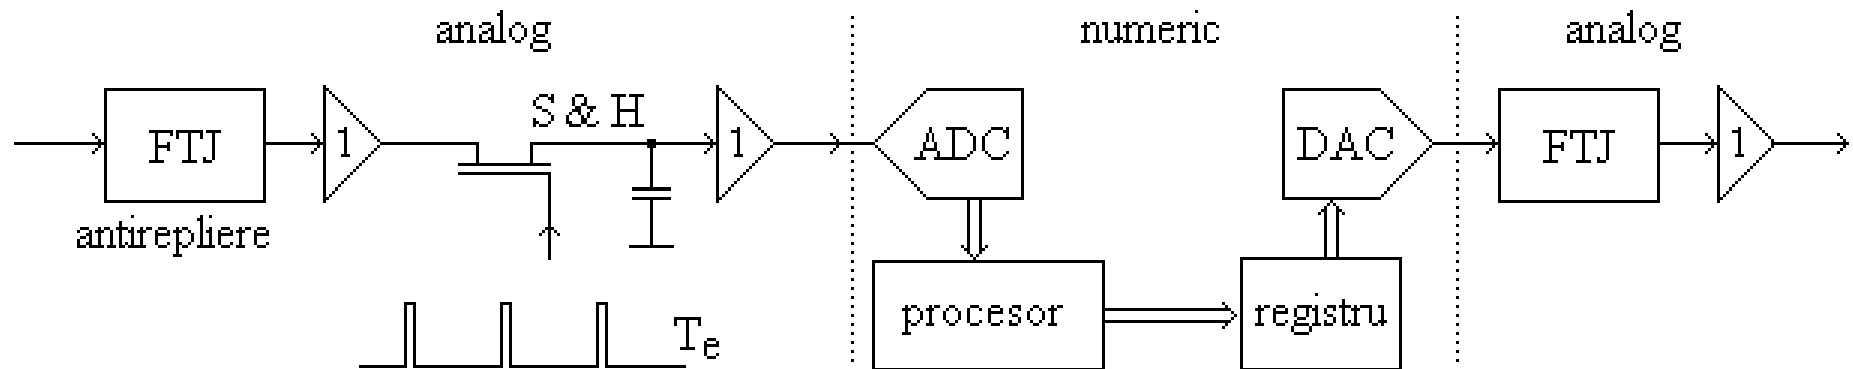 analog
numeric
analog
FTJ
1
S & H
1
ADC
DAC
FTJ
1
antirepliere
procesor
registru
Te